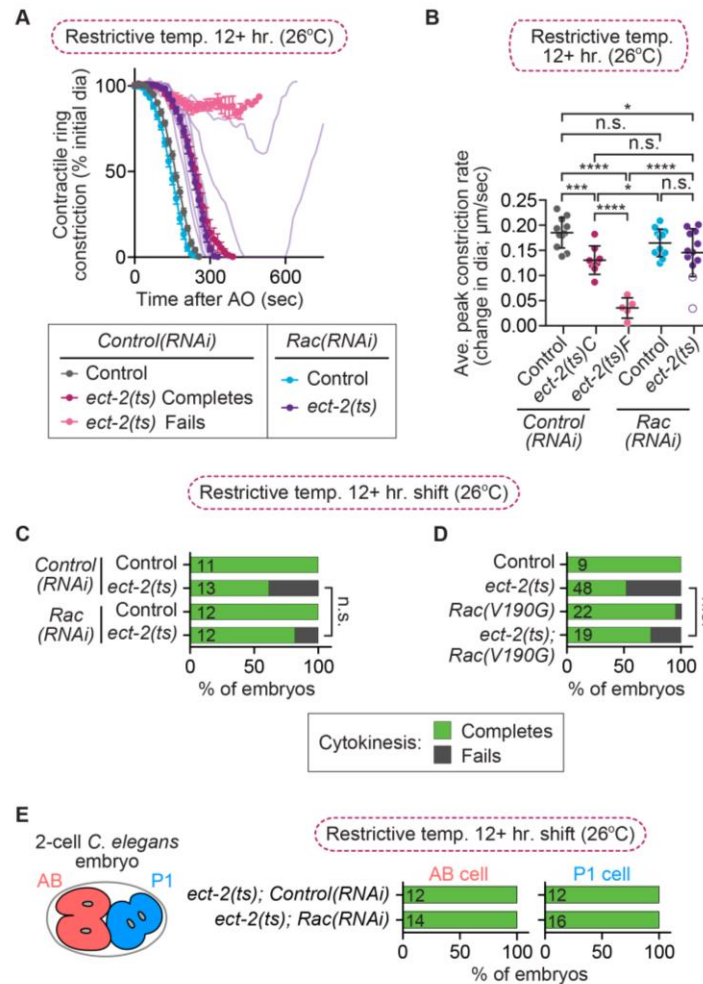 A
Restrictive temp. 12+ hr. (26°C)
Contractile ring
constriction (% initial dia)
100
50
0
0
300
600
Time after AO (sec)
Control(RNAi)
Rac(RNAi)
Control
ect-2(ts) Completes
ect-2(ts) Fails
Control
ect-2(ts)
B
Restrictive temp.
12+ hr. (26°C)
*
n.s.
n.s.
**** ****
*** * n.s.
****
Ave. peak constriction rate
(change in dia; µm/sec)
0.20
0.15
0.10
0.05
0.00
Control
ect-2(ts)C
ect-2(ts)F
Control
ect-2(ts)
Control
(RNAi)
Rac
(RNAi)
Restrictive temp. 12+ hr. shift (26°C)
C
Control
(RNAi)
Rac
(RNAi)
Control 11
ect-2(ts) 13
Control 12
ect-2(ts) 12
n.s.
0 50 100
% of embryos
D
Control 9
ect-2(ts) 48
Rac(V190G) 22
ect-2(ts); 19
Rac(V190G)
0 50 100
% of embryos
Cytokinesis:
Completes
Fails
E
2-cell C. elegans
embryo
AB
P1
Restrictive temp. 12+ hr. shift (26°C)
AB cell
P1 cell
ect-2(ts); Control(RNAi) 12 12
ect-2(ts); Rac(RNAi) 14 16
0 50 100
0 50 100
% of embryos